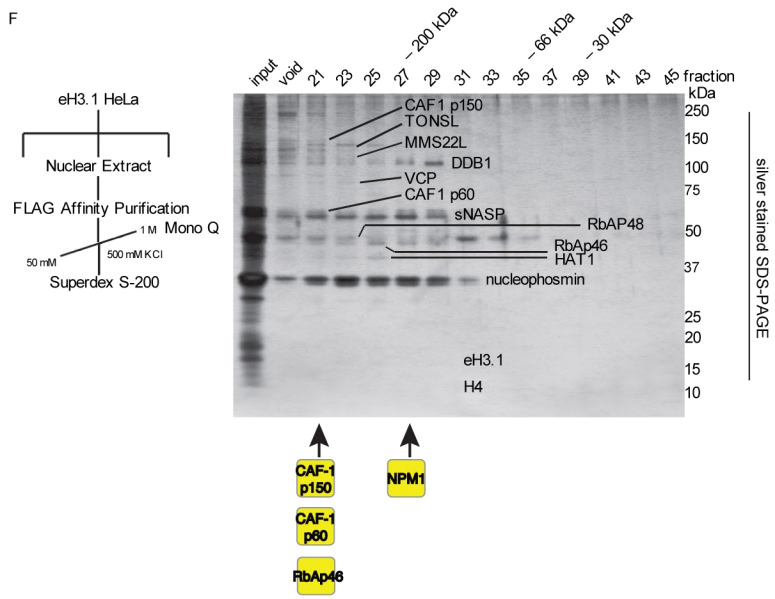 F
eH3.1 HeLa
Nuclear Extract
FLAG Affinity Purification
1 M Mono Q
50 mM
500 mM KCl
Superdex S-200
– 200 kDa
– 66 kDa
– 30 kDa
input void 21 23 25 27 29 31 33 35 37 39 41 43 45 fraction
kDa
CAF1 p150
TONSL
MMS22L
DDB1
VCP
CAF1 p60
sNASP
RbAP48
RbAp46
HAT1
nucleophosmin
eH3.1
H4
250
150
100
75
50
37
25
20
15
10
silver stained SDS-PAGE
CAF-1
p150
NPM1
CAF-1
p60
RbAp46